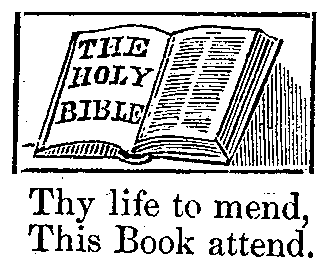 THE
HOLY
BIBLE
Thy life to mend,
This Book attend.